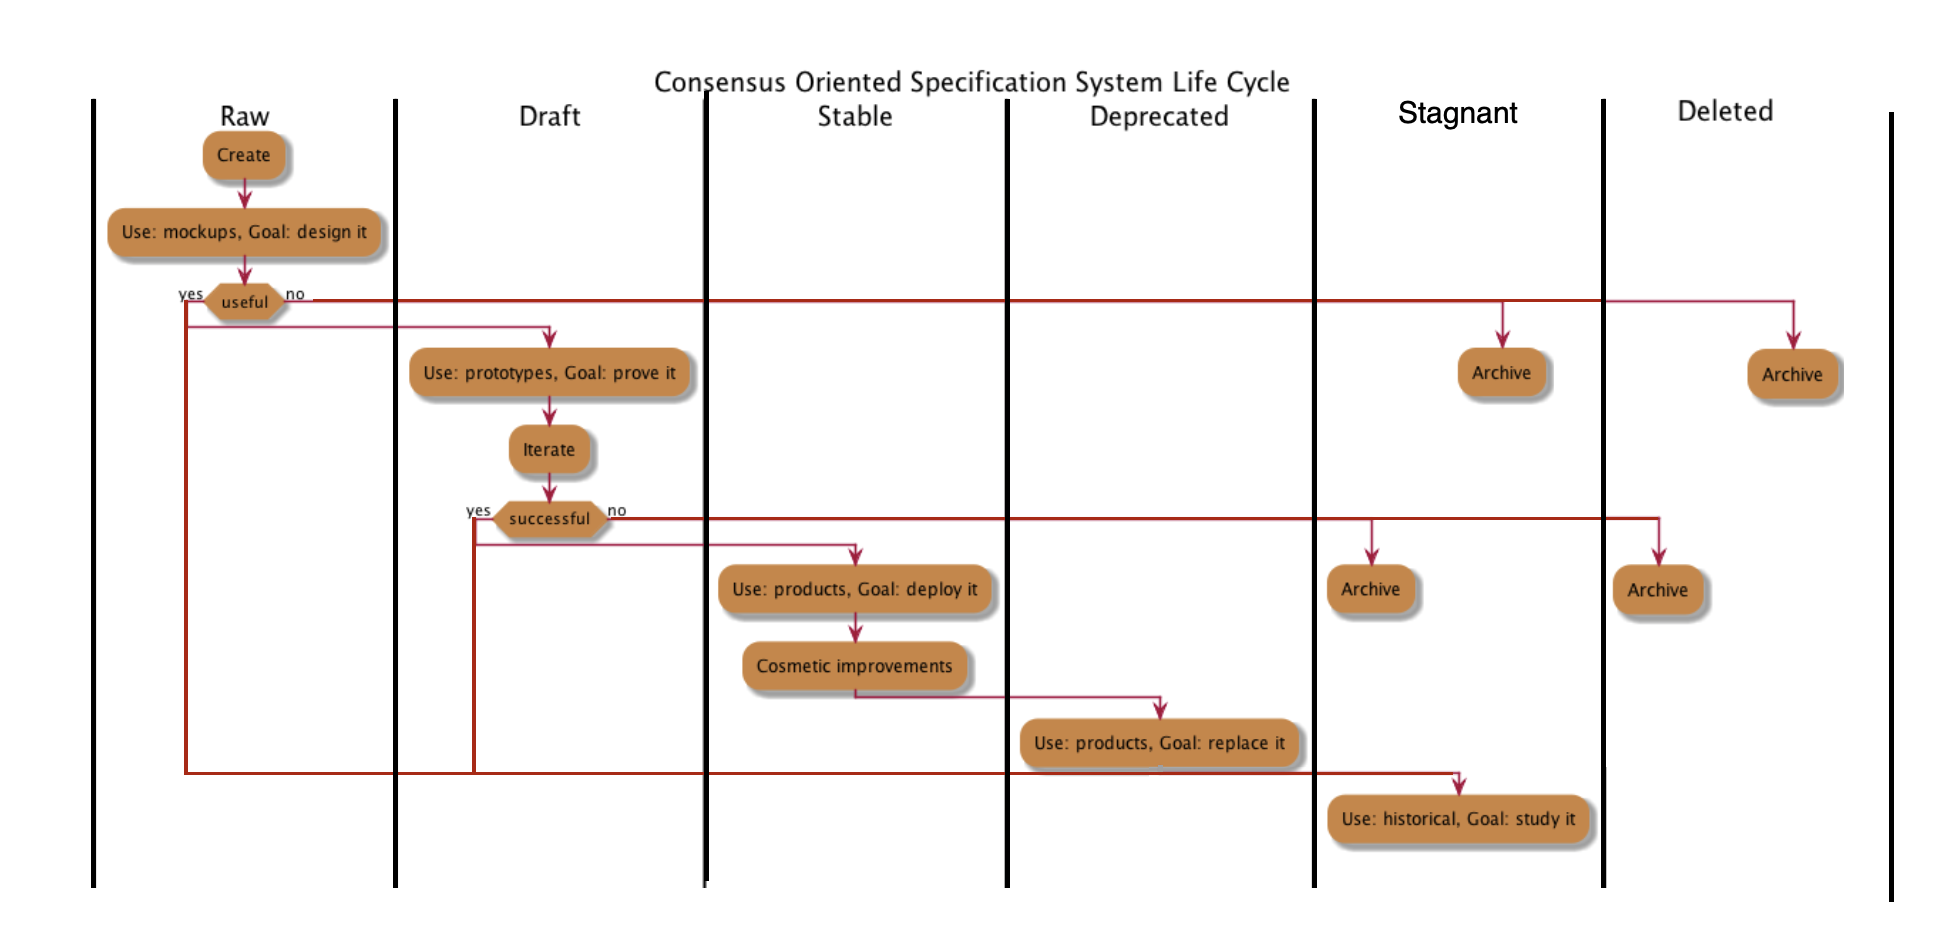 Consensus Oriented Specification System Life Cycle
Raw
Draft
Stable
Deprecated
Stagnant
Deleted
Create
Use: mockups, Goal: design it
yes
useful
no
Use: prototypes, Goal: prove it
Archive
Archive
Iterate
yes
successful
no
Use: products, Goal: deploy it
Archive
Archive
Cosmetic improvements
Use: products, Goal: replace it
Use: historical, Goal: study it